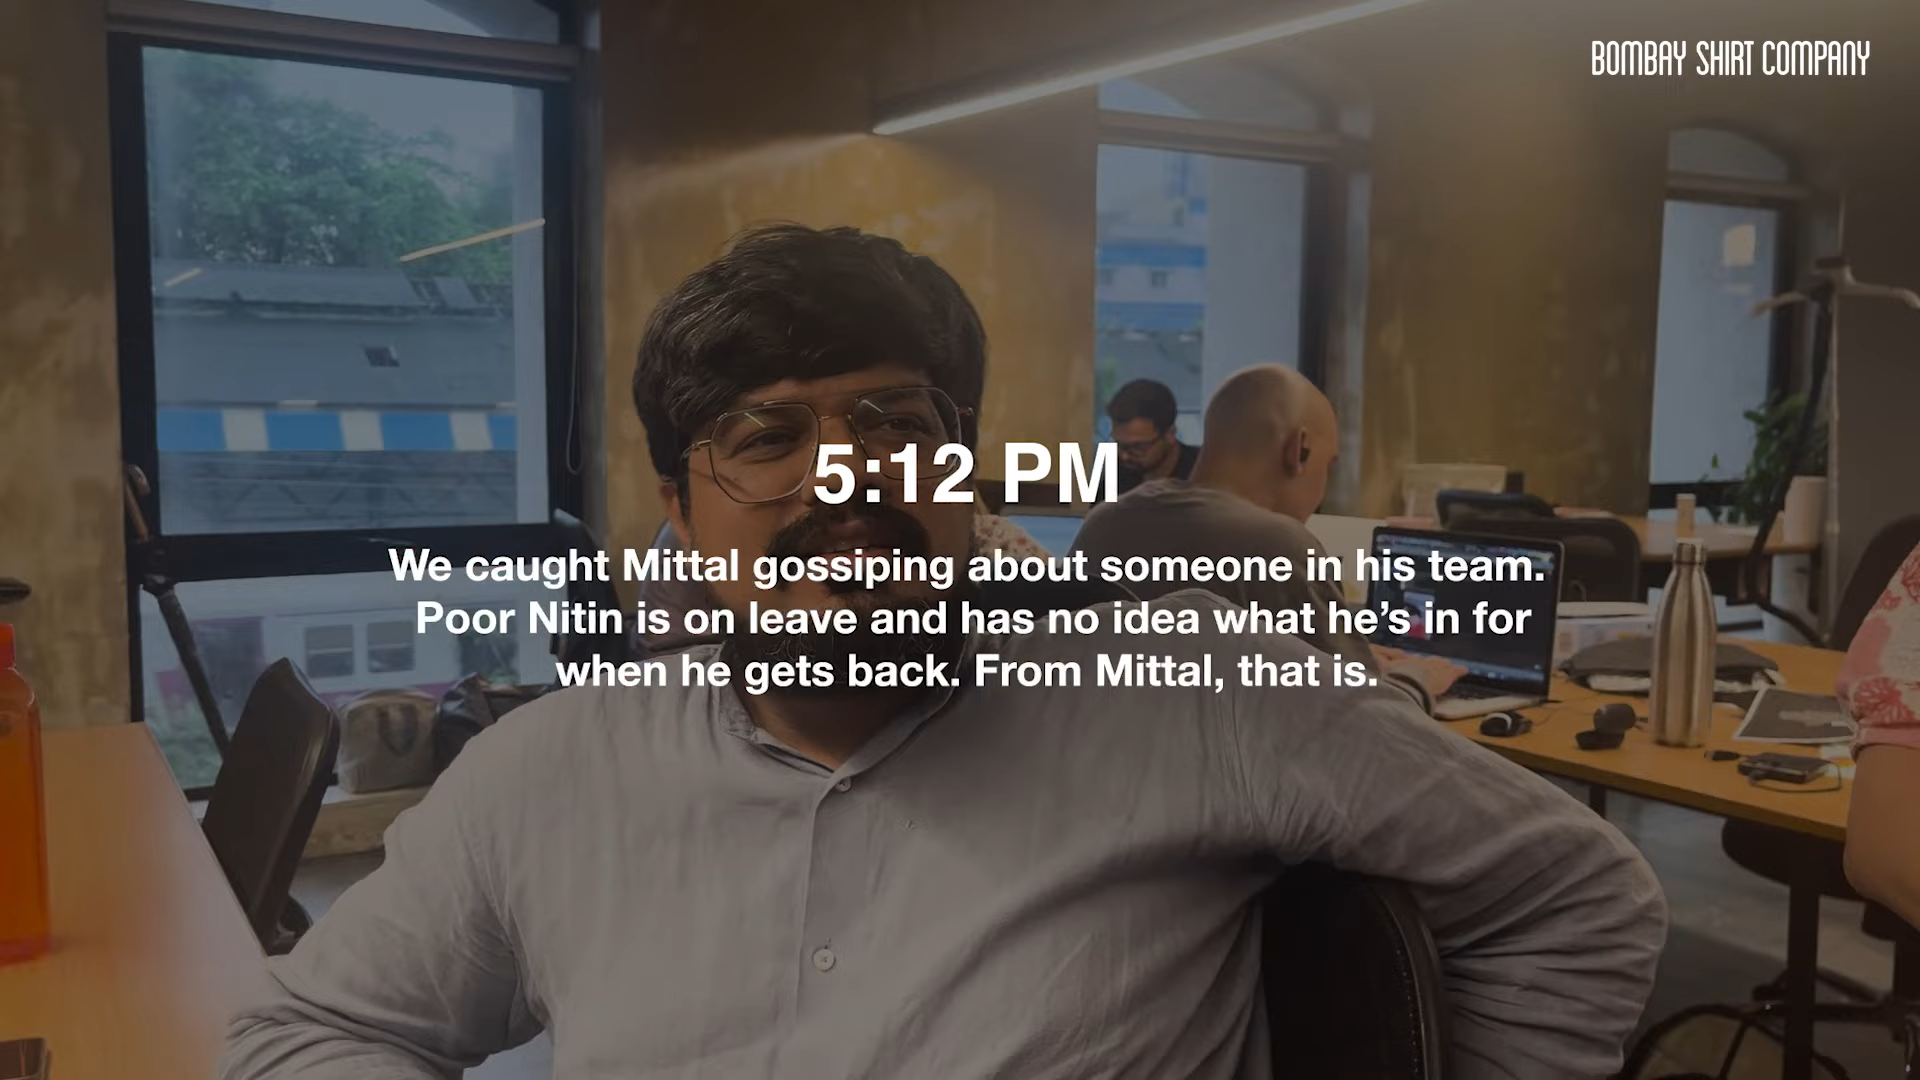 BOMBAY SHIRT COMPANY
5:12 PM
We caught Mittal gossiping about someone in his team.
Poor Nitin is on leave and has no idea what he’s in for
when he gets back. From Mittal, that is.